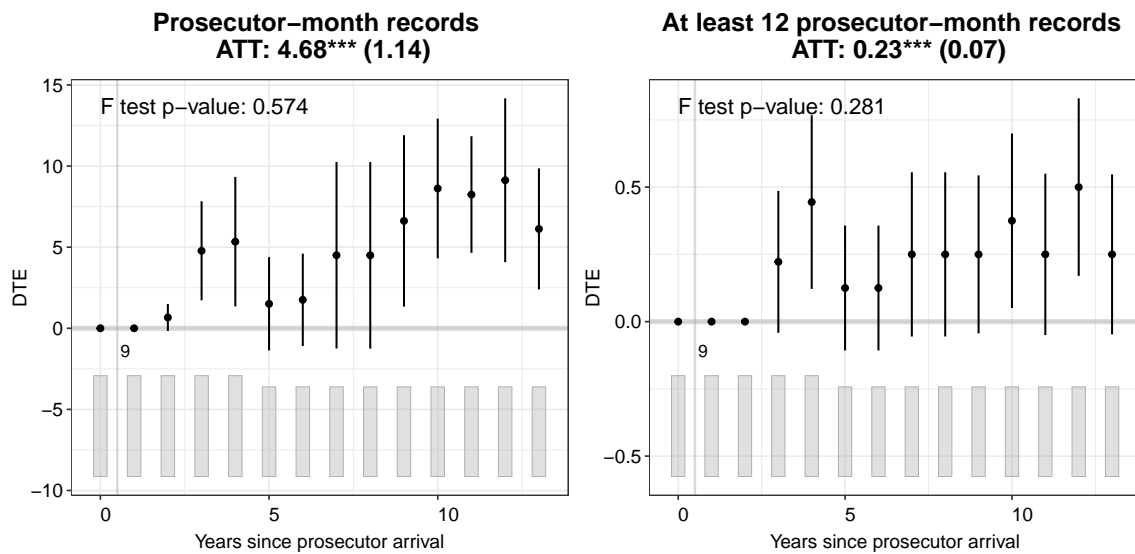 Prosecutor−month records
ATT: 4.68*** (1.14)
F test p−value: 0.574
15
10
5
0
−5
−10
DTE
9
0
5
10
Years since prosecutor arrival
At least 12 prosecutor−month records
ATT: 0.23*** (0.07)
F test p−value: 0.281
0.5
0.0
−0.5
DTE
9
0
5
10
Years since prosecutor arrival